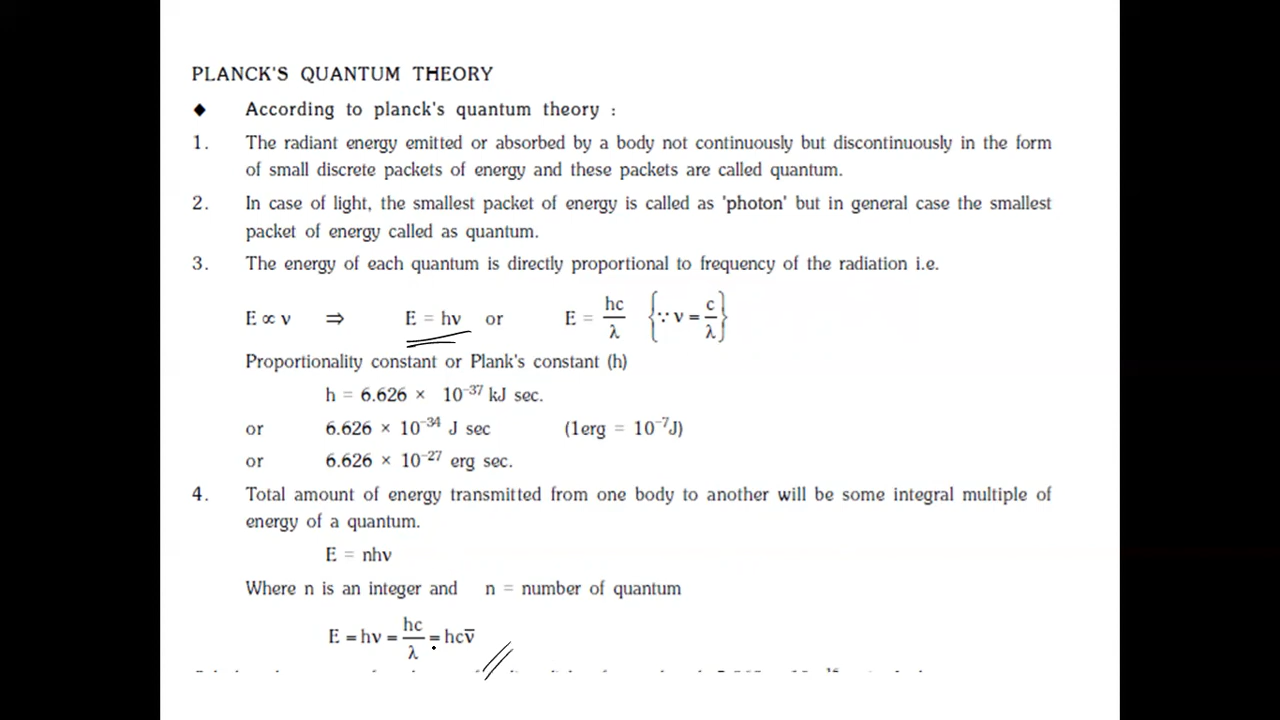 PLANCK'S QUANTUM THEORY
◆ According to planck's quantum theory :
1. The radiant energy emitted or absorbed by a body not continuously but discontinuously in the form
of small discrete packets of energy and these packets are called quantum.
2. In case of light, the smallest packet of energy is called as 'photon' but in general case the smallest
packet of energy called as quantum.
3. The energy of each quantum is directly proportional to frequency of the radiation i.e.
E ∝ ν ⇒ E = hν or E = hc/λ {∵ ν = c/λ}
Proportionality constant or Plank's constant (h)
h = 6.626 × 10⁻³⁷ kJ sec.
or 6.626 × 10⁻³⁴ J sec (1erg = 10⁻⁷J)
or 6.626 × 10⁻²⁷ erg sec.
4. Total amount of energy transmitted from one body to another will be some integral multiple of
energy of a quantum.
E = nhν
Where n is an integer and n = number of quantum
E = hν = hc/λ = hcν̅